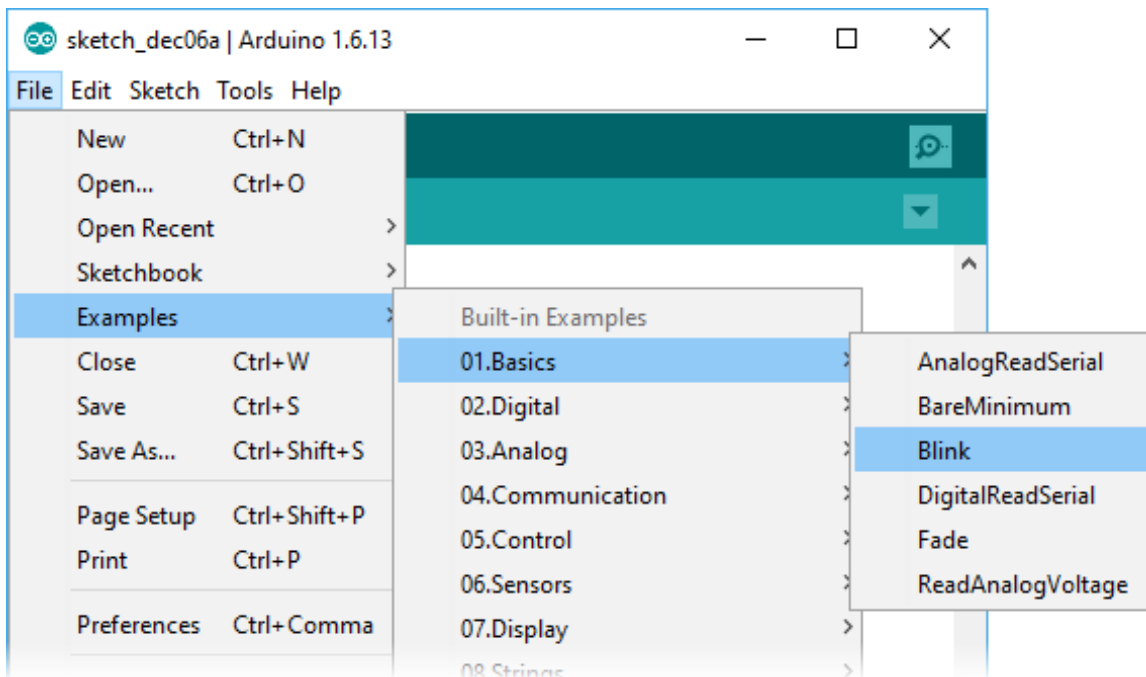 sketch_dec06a | Arduino 1.6.13
File Edit Sketch Tools Help
New Ctrl+N
Open... Ctrl+O
Open Recent
Sketchbook
Examples
Close Ctrl+W
Save Ctrl+S
Save As... Ctrl+Shift+S
Page Setup Ctrl+Shift+P
Print Ctrl+P
Preferences Ctrl+Comma
Built-in Examples
01.Basics
02.Digital
03.Analog
04.Communication
05.Control
06.Sensors
07.Display
08.Strings
AnalogReadSerial
BareMinimum
Blink
DigitalReadSerial
Fade
ReadAnalogVoltage